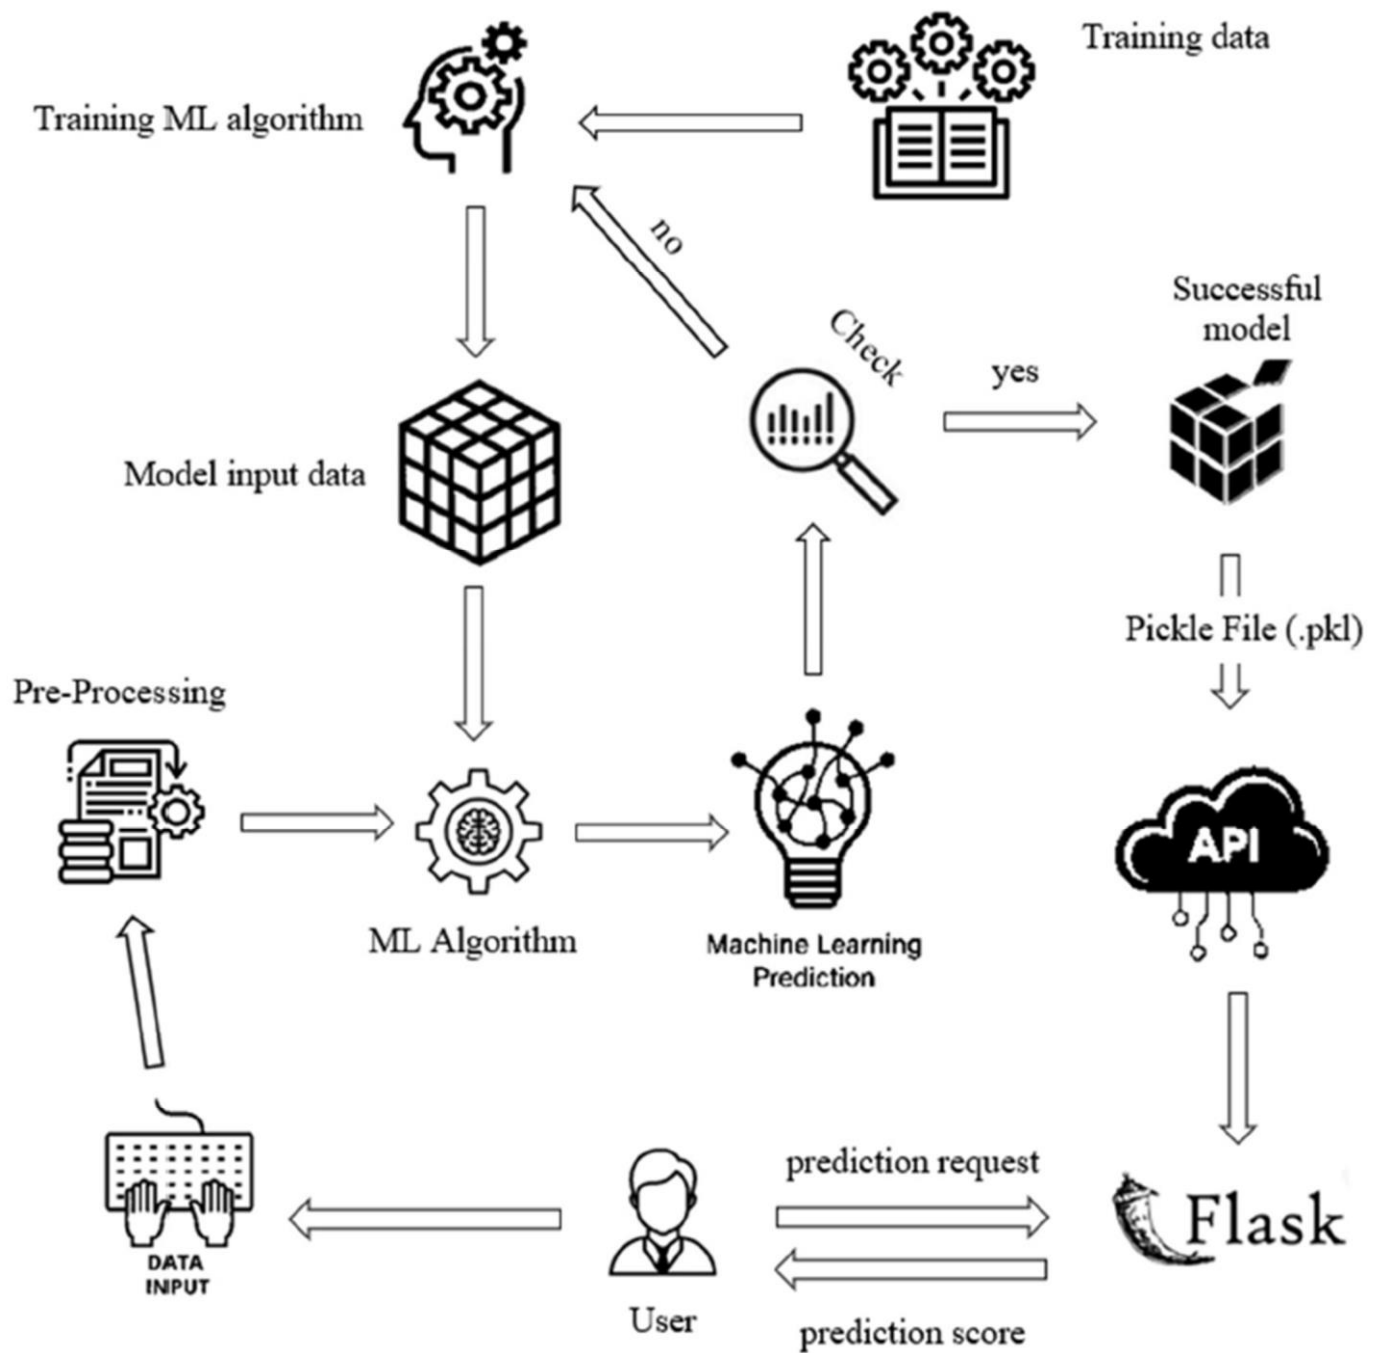 Training data
Training ML algorithm
no
Successful
model
Check
yes
Model input data
Pickle File (.pkl)
Pre-Processing
API
ML Algorithm
Machine Learning
Prediction
prediction request
Flask
DATA
INPUT
User
prediction score